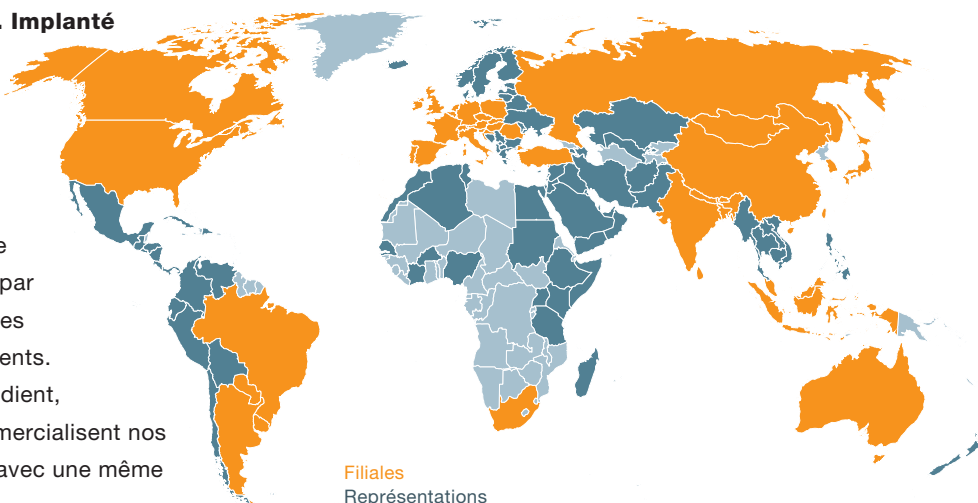 . Implanté
e
par
es
ents.
dient,
mercialisent nos
avec une même
Filiales
Représentations